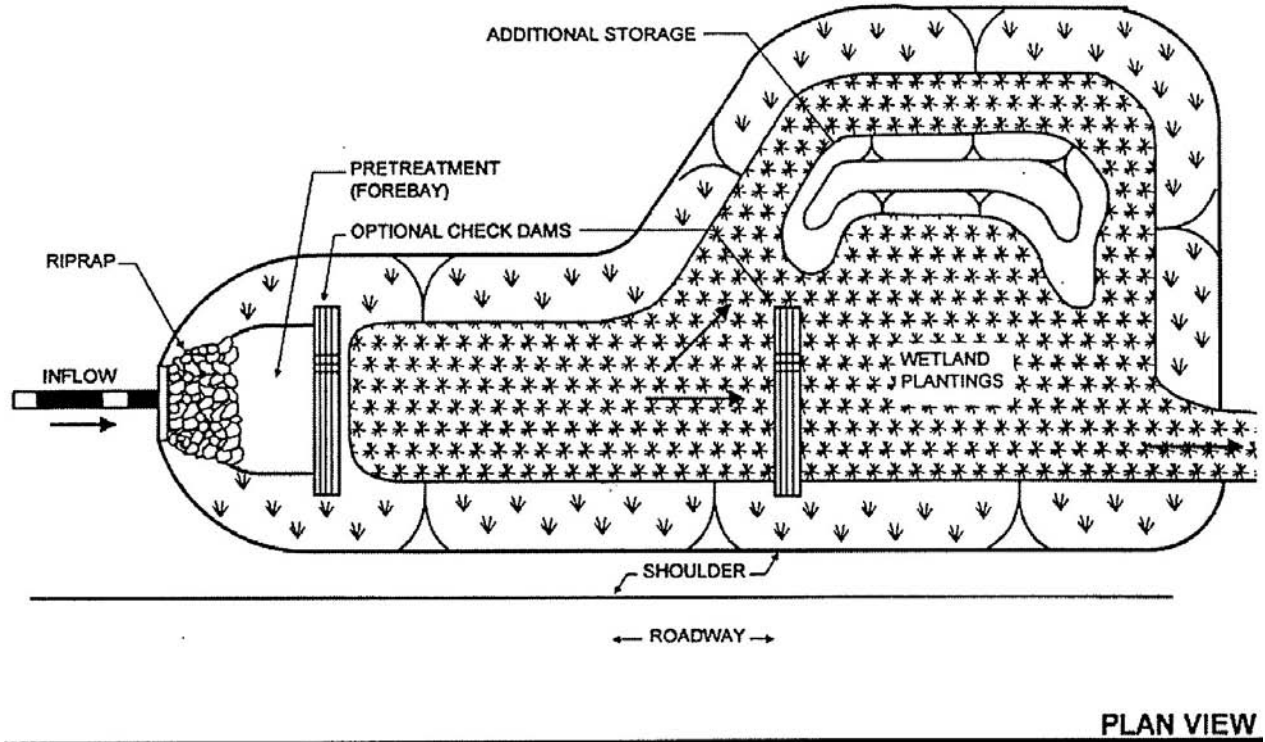 ADDITIONAL STORAGE
PRETREATMENT
(FOREBAY)
OPTIONAL CHECK DAMS
RIPRAP
INFLOW
WETLAND
PLANTINGS
SHOULDER
ROADWAY
PLAN VIEW